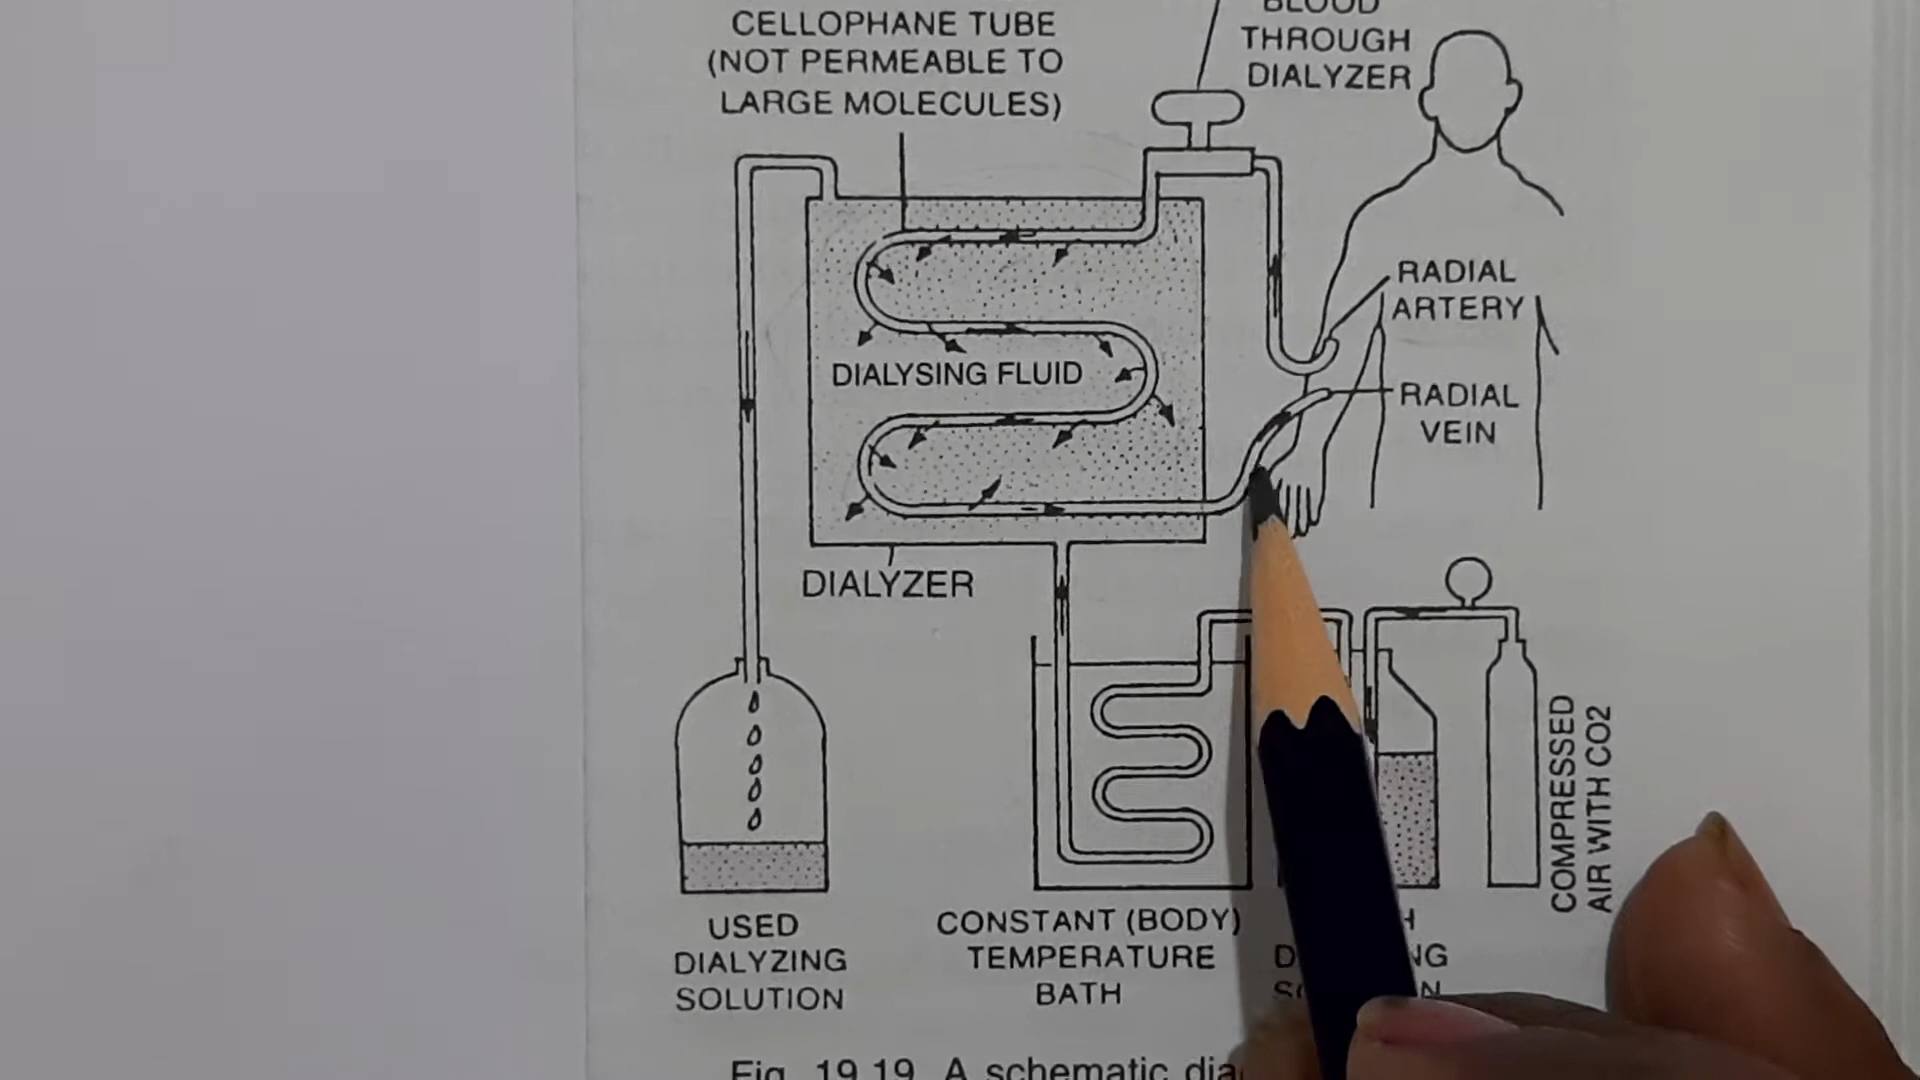 CELLOPHANE TUBE
(NOT PERMEABLE TO
LARGE MOLECULES)
BLOOD
THROUGH
DIALYZER
RADIAL
ARTERY
RADIAL
VEIN
DIALYSING FLUID
DIALYZER
COMPRESSED
AIR WITH CO2
USED
DIALYZING
SOLUTION
CONSTANT (BODY)
TEMPERATURE
BATH
Fig. 19.19. A schematic